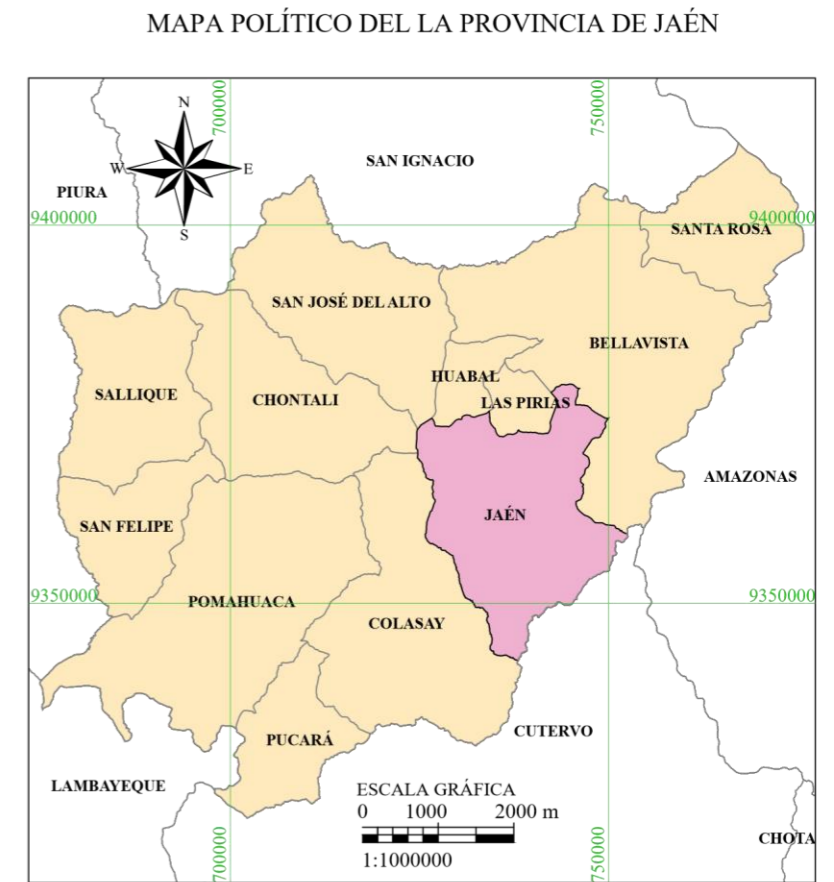 MAPA POLÍTICO DEL LA PROVINCIA DE JAÉN
700000
750000
N
W
E
S
SAN IGNACIO
PIURA
9400000
9400000
SANTA ROSA
SAN JOSÉ DEL ALTO
BELLAVISTA
HUABAL
SALLIQUE
CHONTALI
LAS PIRIAS
AMAZONAS
JAÉN
SAN FELIPE
9350000
9350000
POMAHUACA
COLASAY
CUTERVO
PUCARÁ
LAMBAYEQUE
ESCALA GRÁFICA
0 1000 2000 m
1:1000000
CHOTA
700000
750000